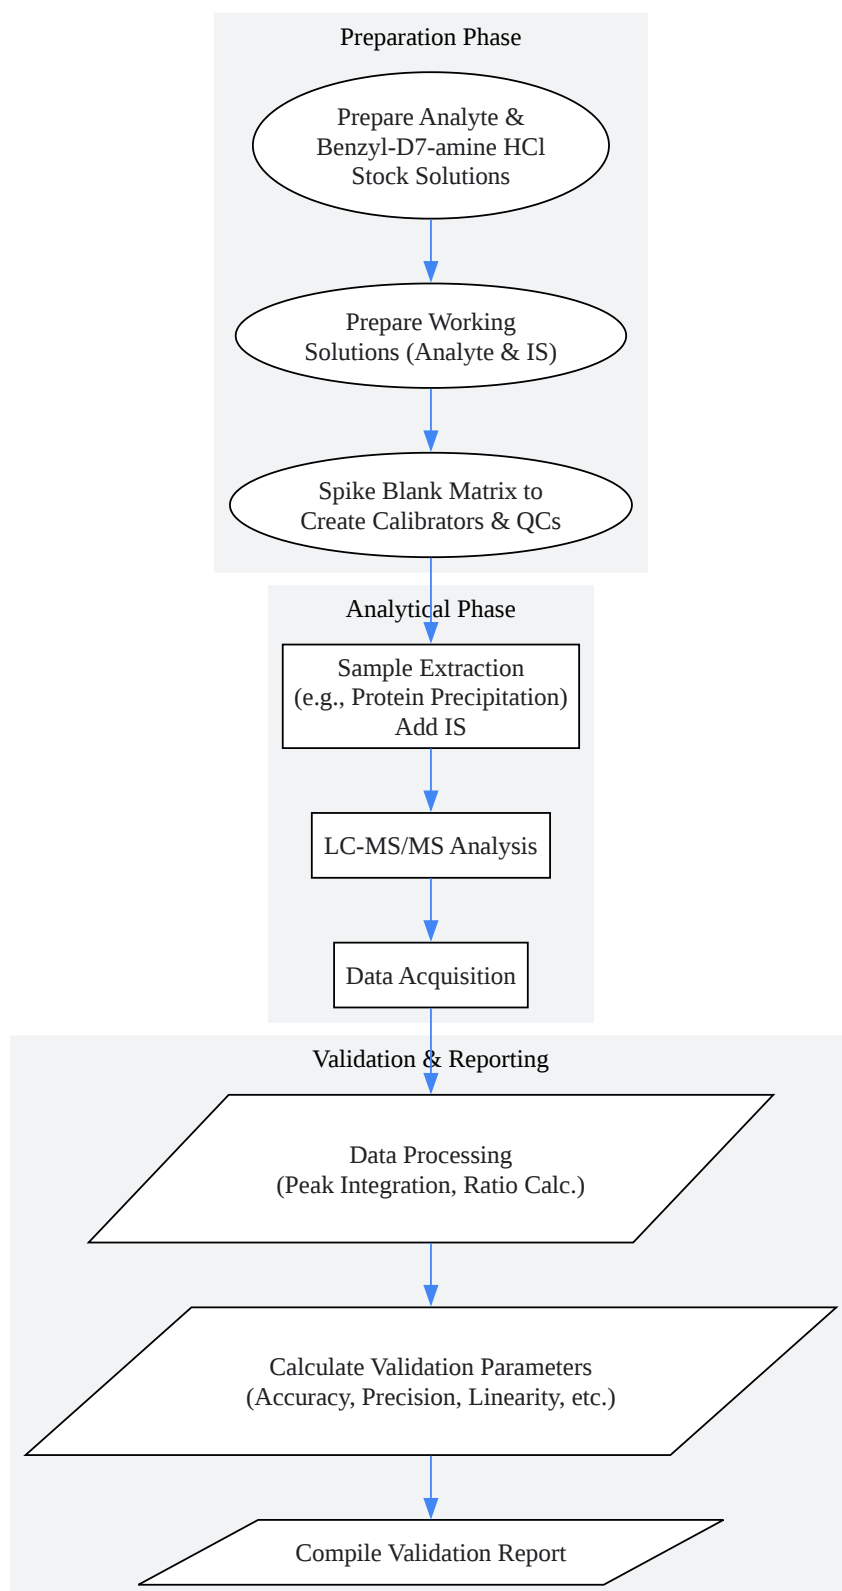 Preparation Phase
Prepare Analyte &
Benzyl-D7-amine HCl
Stock Solutions
Prepare Working
Solutions (Analyte & IS)
Spike Blank Matrix to
Create Calibrators & QCs
Analytical Phase
Sample Extraction
(e.g., Protein Precipitation)
Add IS
LC-MS/MS Analysis
Data Acquisition
Validation & Reporting
Data Processing
(Peak Integration, Ratio Calc.)
Calculate Validation Parameters
(Accuracy, Precision, Linearity, etc.)
Compile Validation Report